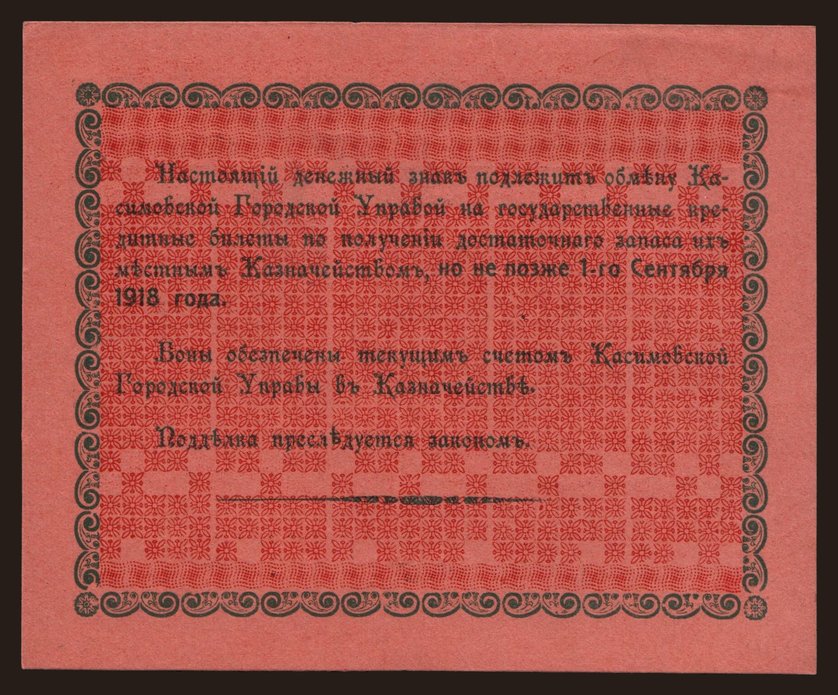 Настоящій денежный знакъ подлежитъ обмѣну Ка-
симовской Городской Управой на государственные кре-
дитные билеты по полученіи достаточнаго запаса ихъ
мѣстнымъ Казначействомъ, но не позже 1-го Сентября
1918 года.
Боны обезпечены текущимъ счетомъ Касимовской
Городской Управы въ Казначействѣ.
Поддѣлка преслѣдуется закономъ.